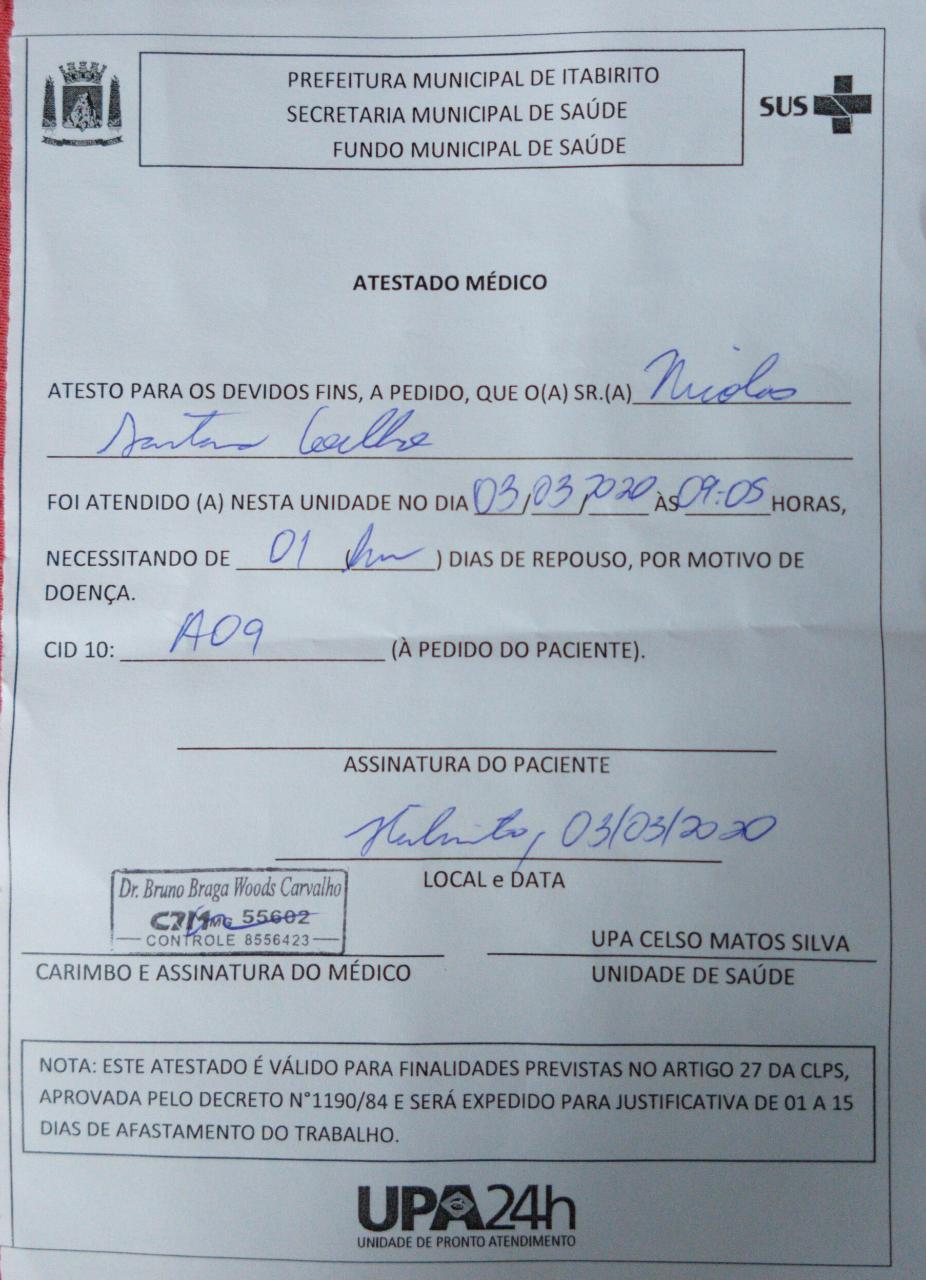 PREFEITURA MUNICIPAL DE ITABIRITO
SECRETARIA MUNICIPAL DE SAÚDE
FUNDO MUNICIPAL DE SAÚDE
SUS
ATESTADO MÉDICO
ATESTO PARA OS DEVIDOS FINS, A PEDIDO, QUE O(A) SR.(A) Nicolas
Santana Coelho
FOI ATENDIDO (A) NESTA UNIDADE NO DIA 03/03/2020 ÀS 09:05 HORAS,
NECESSITANDO DE 01 (um) DIAS DE REPOUSO, POR MOTIVO DE
DOENÇA.
CID 10: A09 (À PEDIDO DO PACIENTE).
ASSINATURA DO PACIENTE
Itabirito, 03/03/2020
LOCAL e DATA
Dr. Bruno Braga Woods Carvalho
CRM MG 55602
CONTROLE 8556423
UPA CELSO MATOS SILVA
CARIMBO E ASSINATURA DO MÉDICO
UNIDADE DE SAÚDE
NOTA: ESTE ATESTADO É VÁLIDO PARA FINALIDADES PREVISTAS NO ARTIGO 27 DA CLPS,
APROVADA PELO DECRETO N°1190/84 E SERÁ EXPEDIDO PARA JUSTIFICATIVA DE 01 A 15
DIAS DE AFASTAMENTO DO TRABALHO.
UPA24h
UNIDADE DE PRONTO ATENDIMENTO